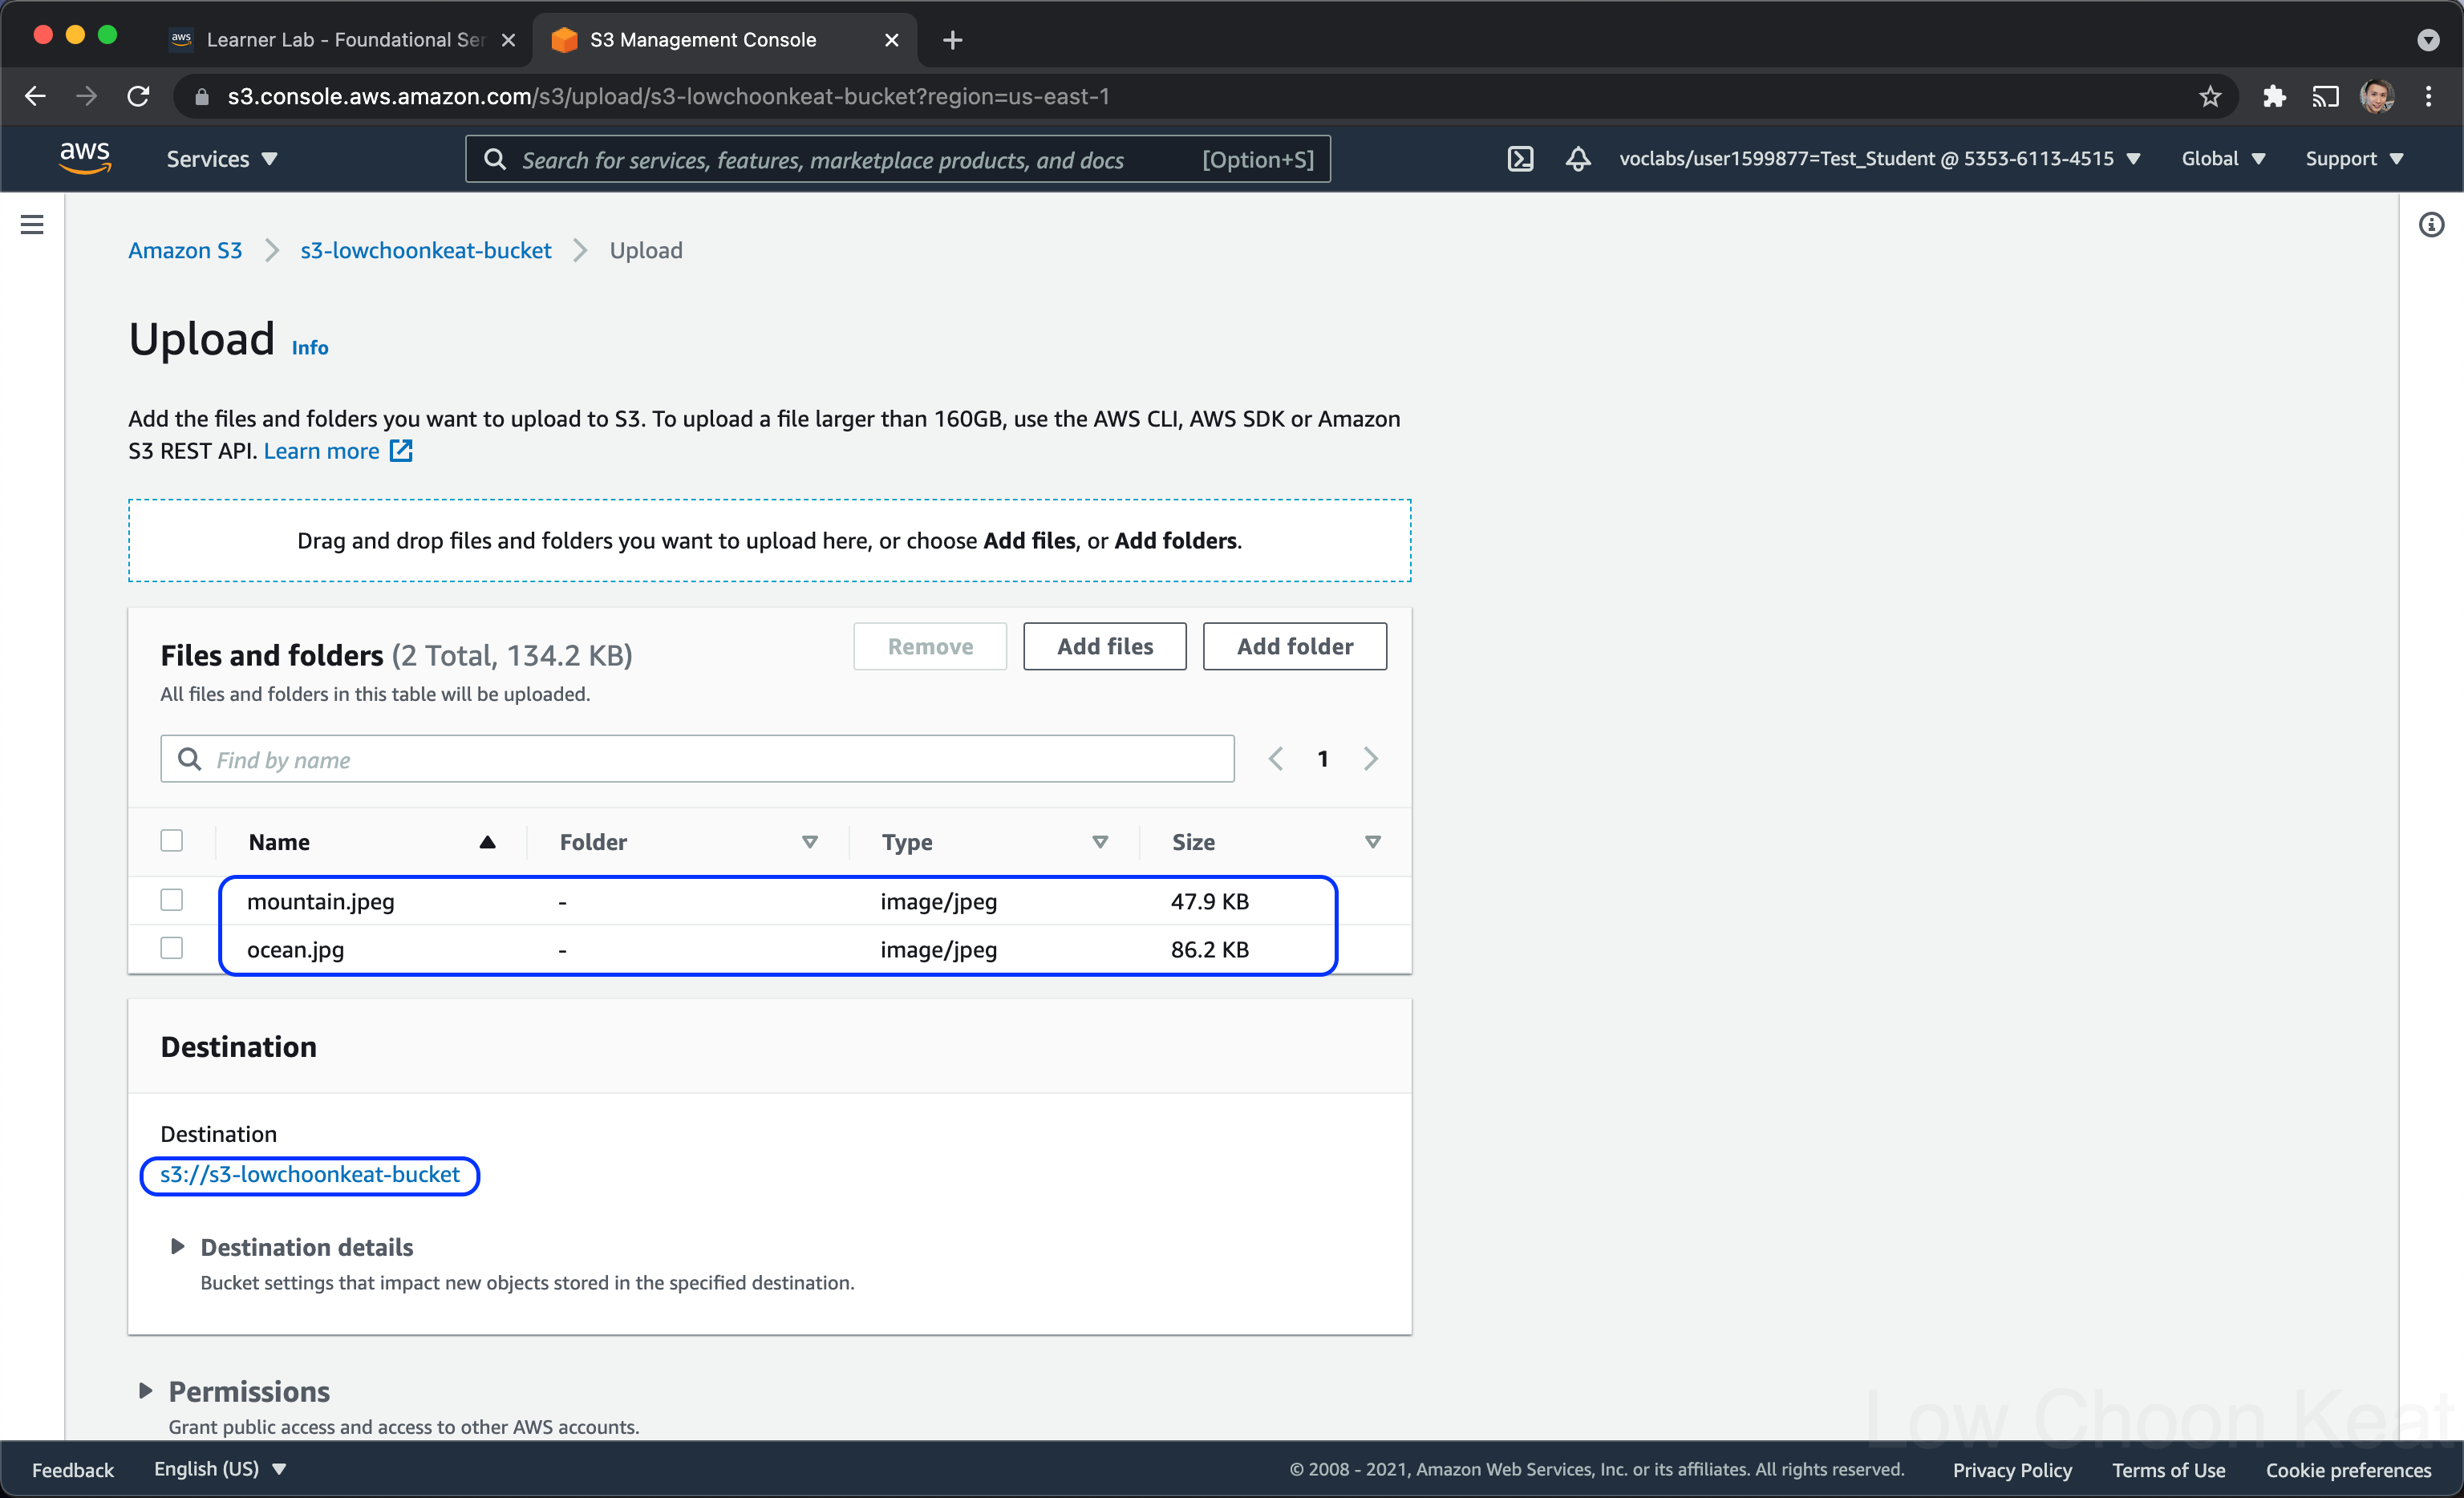 Learner Lab - Foundational Ser
S3 Management Console
s3.console.aws.amazon.com/s3/upload/s3-lowchoonkeat-bucket?region=us-east-1
aws
Services
Search for services, features, marketplace products, and docs [Option+S]
voclabs/user1599877=Test_Student @ 5353-6113-4515
Global
Support
Amazon S3 s3-lowchoonkeat-bucket Upload
Upload Info
Add the files and folders you want to upload to S3. To upload a file larger than 160GB, use the AWS CLI, AWS SDK or Amazon
S3 REST API. Learn more
Drag and drop files and folders you want to upload here, or choose Add files, or Add folders.
Files and folders (2 Total, 134.2 KB)
Remove
Add files
Add folder
All files and folders in this table will be uploaded.
Find by name
1
Name Folder Type Size
mountain.jpeg - image/jpeg 47.9 KB
ocean.jpg - image/jpeg 86.2 KB
Destination
Destination
s3://s3-lowchoonkeat-bucket
Destination details
Bucket settings that impact new objects stored in the specified destination.
Permissions
Grant public access and access to other AWS accounts.
Low Choon Keat
Feedback English (US) © 2008 - 2021, Amazon Web Services, Inc. or its affiliates. All rights reserved. Privacy Policy Terms of Use Cookie preferences